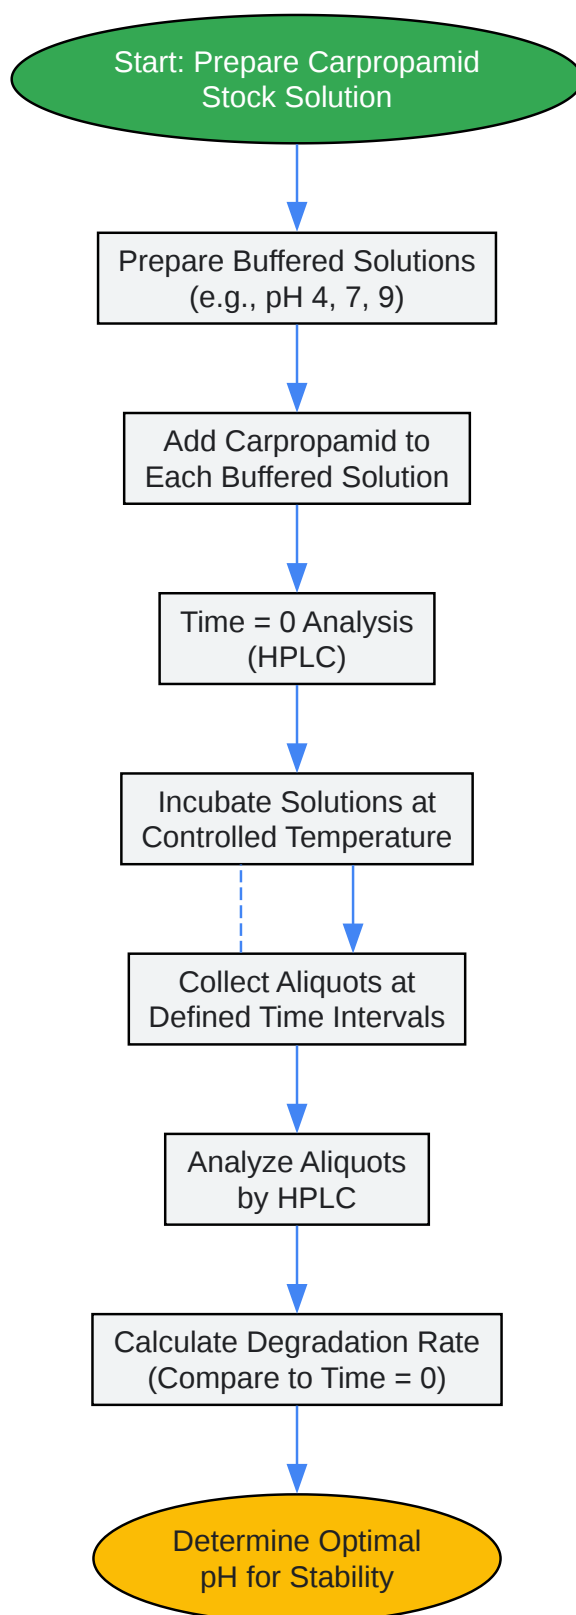 Start: Prepare Carpropamid
Stock Solution
Prepare Buffered Solutions
(e.g., pH 4, 7, 9)
Add Carpropamid to
Each Buffered Solution
Time = 0 Analysis
(HPLC)
Incubate Solutions at
Controlled Temperature
Collect Aliquots at
Defined Time Intervals
Analyze Aliquots
by HPLC
Calculate Degradation Rate
(Compare to Time = 0)
Determine Optimal
pH for Stability